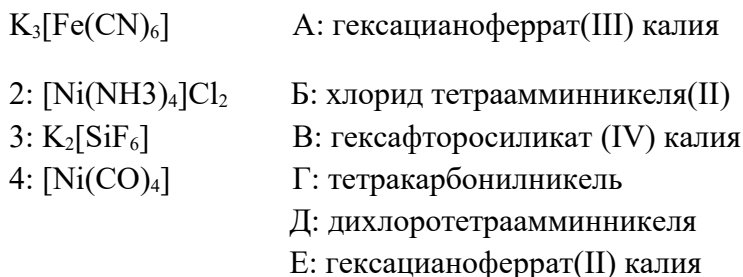 K₃[Fe(CN)₆] А: гексацианоферрат(III) калия
2: [Ni(NH3)₄]Cl₂ Б: хлорид тетраамминникеля(II)
3: K₂[SiF₆] В: гексафторосиликат (IV) калия
4: [Ni(CO)₄] Г: тетракарбонилникель
Д: дихлоротетраамминникеля
Е: гексацианоферрат(II) калия